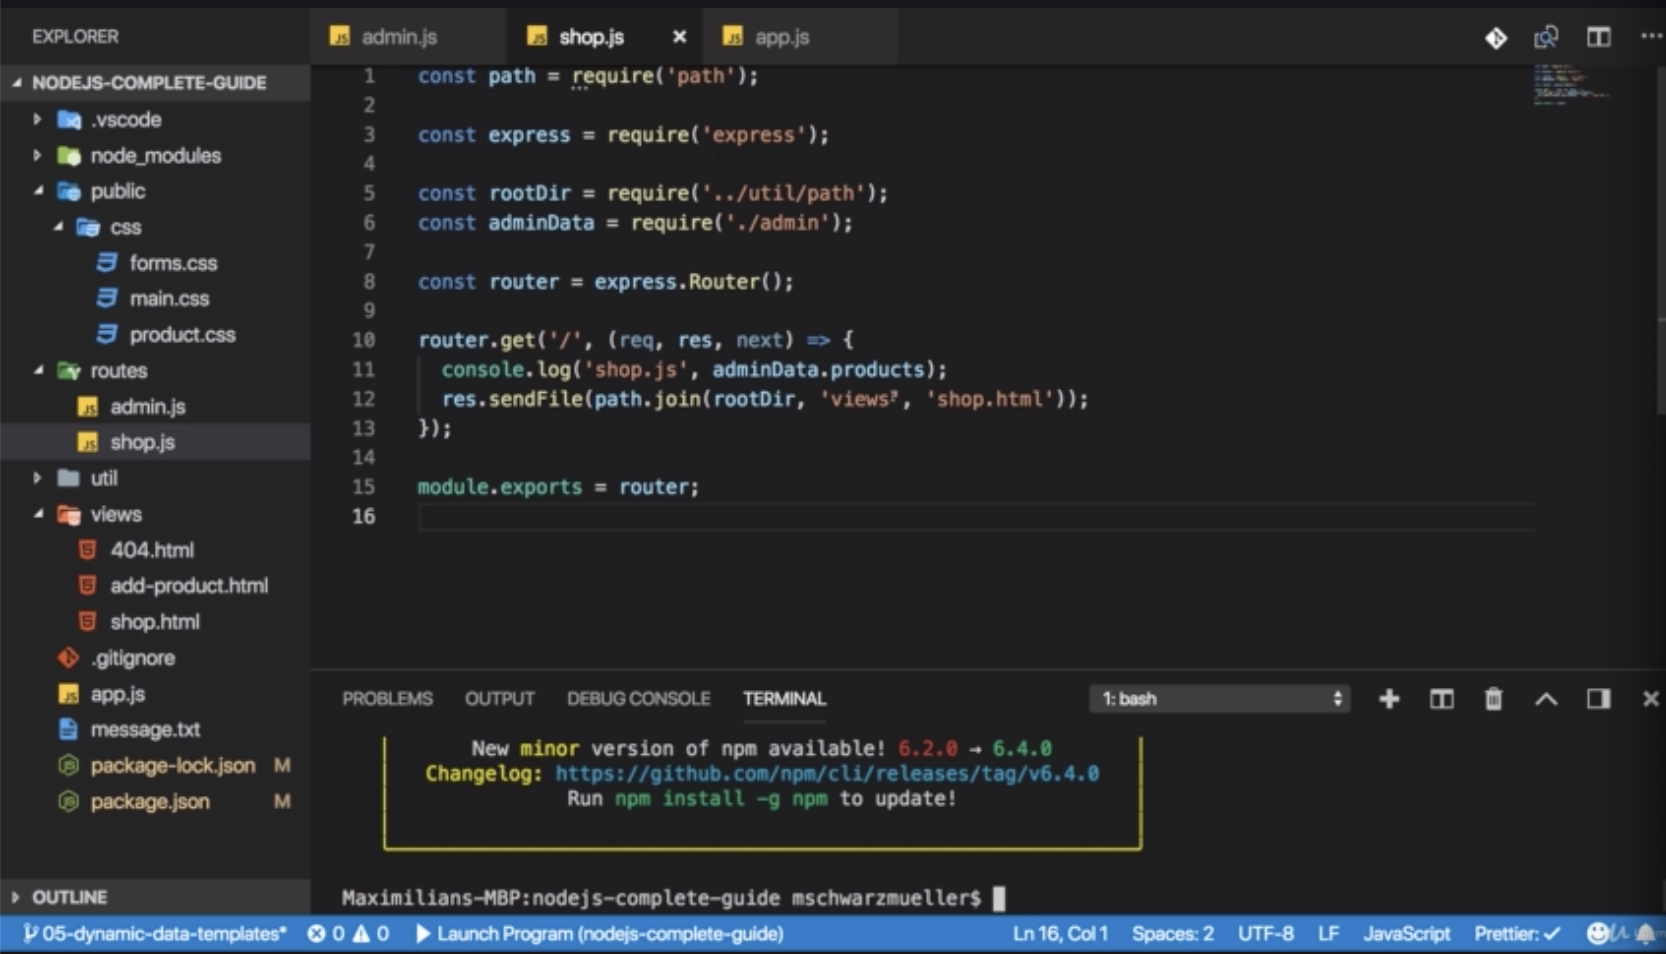 EXPLORER
admin.js
shop.js
app.js
NODEJS-COMPLETE-GUIDE
.vscode
node_modules
public
css
forms.css
main.css
product.css
routes
admin.js
shop.js
util
views
404.html
add-product.html
shop.html
.gitignore
app.js
message.txt
package-lock.json M
package.json M
OUTLINE
1 const path = require('path');
2
3 const express = require('express');
4
5 const rootDir = require('../util/path');
6 const adminData = require('./admin');
7
8 const router = express.Router();
9
10 router.get('/', (req, res, next) => {
11 console.log('shop.js', adminData.products);
12 res.sendFile(path.join(rootDir, 'views', 'shop.html'));
13 });
14
15 module.exports = router;
16
PROBLEMS OUTPUT DEBUG CONSOLE TERMINAL 1: bash
New minor version of npm available! 6.2.0 → 6.4.0
Changelog: https://github.com/npm/cli/releases/tag/v6.4.0
Run npm install -g npm to update!
Maximilians-MBP:nodejs-complete-guide mschwarzmueller$
05-dynamic-data-templates* 0 0 Launch Program (nodejs-complete-guide) Ln 16, Col 1 Spaces: 2 UTF-8 LF JavaScript Prettier: ✓